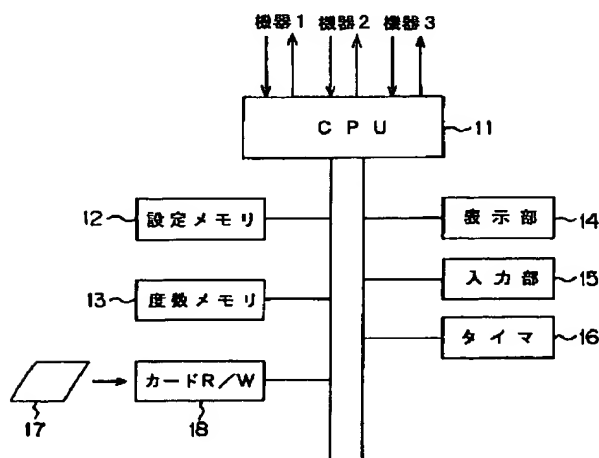 機器1 機器2 機器3
CPU 11
12 設定メモリ
表示部 14
13 度数メモリ
入力部 15
タイマ 16
カードR/W
17 18